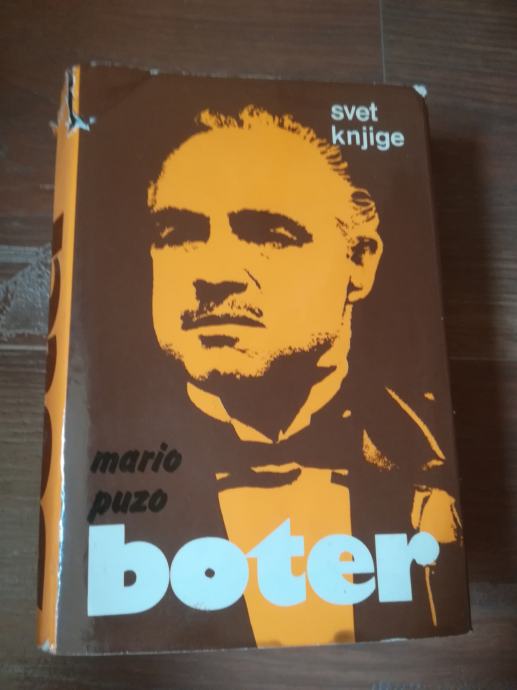 svet
knjige
mario
puzo
boter